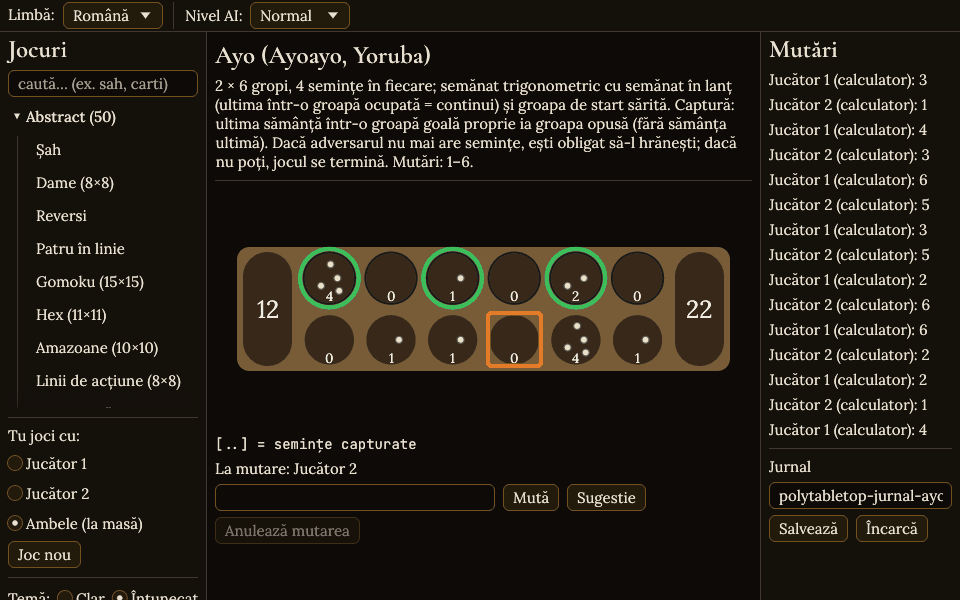 Limbă: Română Nivel AI: Normal
Jocuri
caută... (ex. sah, carti)
Abstract (50)
Șah
Dame (8×8)
Reversi
Patru în linie
Gomoku (15×15)
Hex (11×11)
Amazoane (10×10)
Linii de acțiune (8×8)
Tu joci cu:
Jucător 1
Jucător 2
Ambele (la masă)
Joc nou
Temă: Clar Întunecat
Ayo (Ayoayo, Yoruba)
2 × 6 gropi, 4 semințe în fiecare; semănat trigonometric cu semănat în lanț
(ultima într-o groapă ocupată = continui) și groapa de start sărită. Captură:
ultima sămânță într-o groapă goală proprie ia groapa opusă (fără sămânța
ultimă). Dacă adversarul nu mai are semințe, ești obligat să-l hrănești; dacă
nu poți, jocul se termină. Mutări: 1–6.
12
4 0 1 0 2 0
22
0 1 1 0 4 1
[..] = semințe capturate
La mutare: Jucător 2
Mută Sugestie
Anulează mutarea
Mutări
Jucător 1 (calculator): 3
Jucător 2 (calculator): 1
Jucător 1 (calculator): 4
Jucător 2 (calculator): 3
Jucător 1 (calculator): 6
Jucător 2 (calculator): 5
Jucător 1 (calculator): 3
Jucător 2 (calculator): 5
Jucător 1 (calculator): 2
Jucător 2 (calculator): 6
Jucător 1 (calculator): 6
Jucător 2 (calculator): 2
Jucător 1 (calculator): 2
Jucător 2 (calculator): 1
Jucător 1 (calculator): 4
Jurnal
polytabletop-jurnal-ayo
Salvează Încarcă